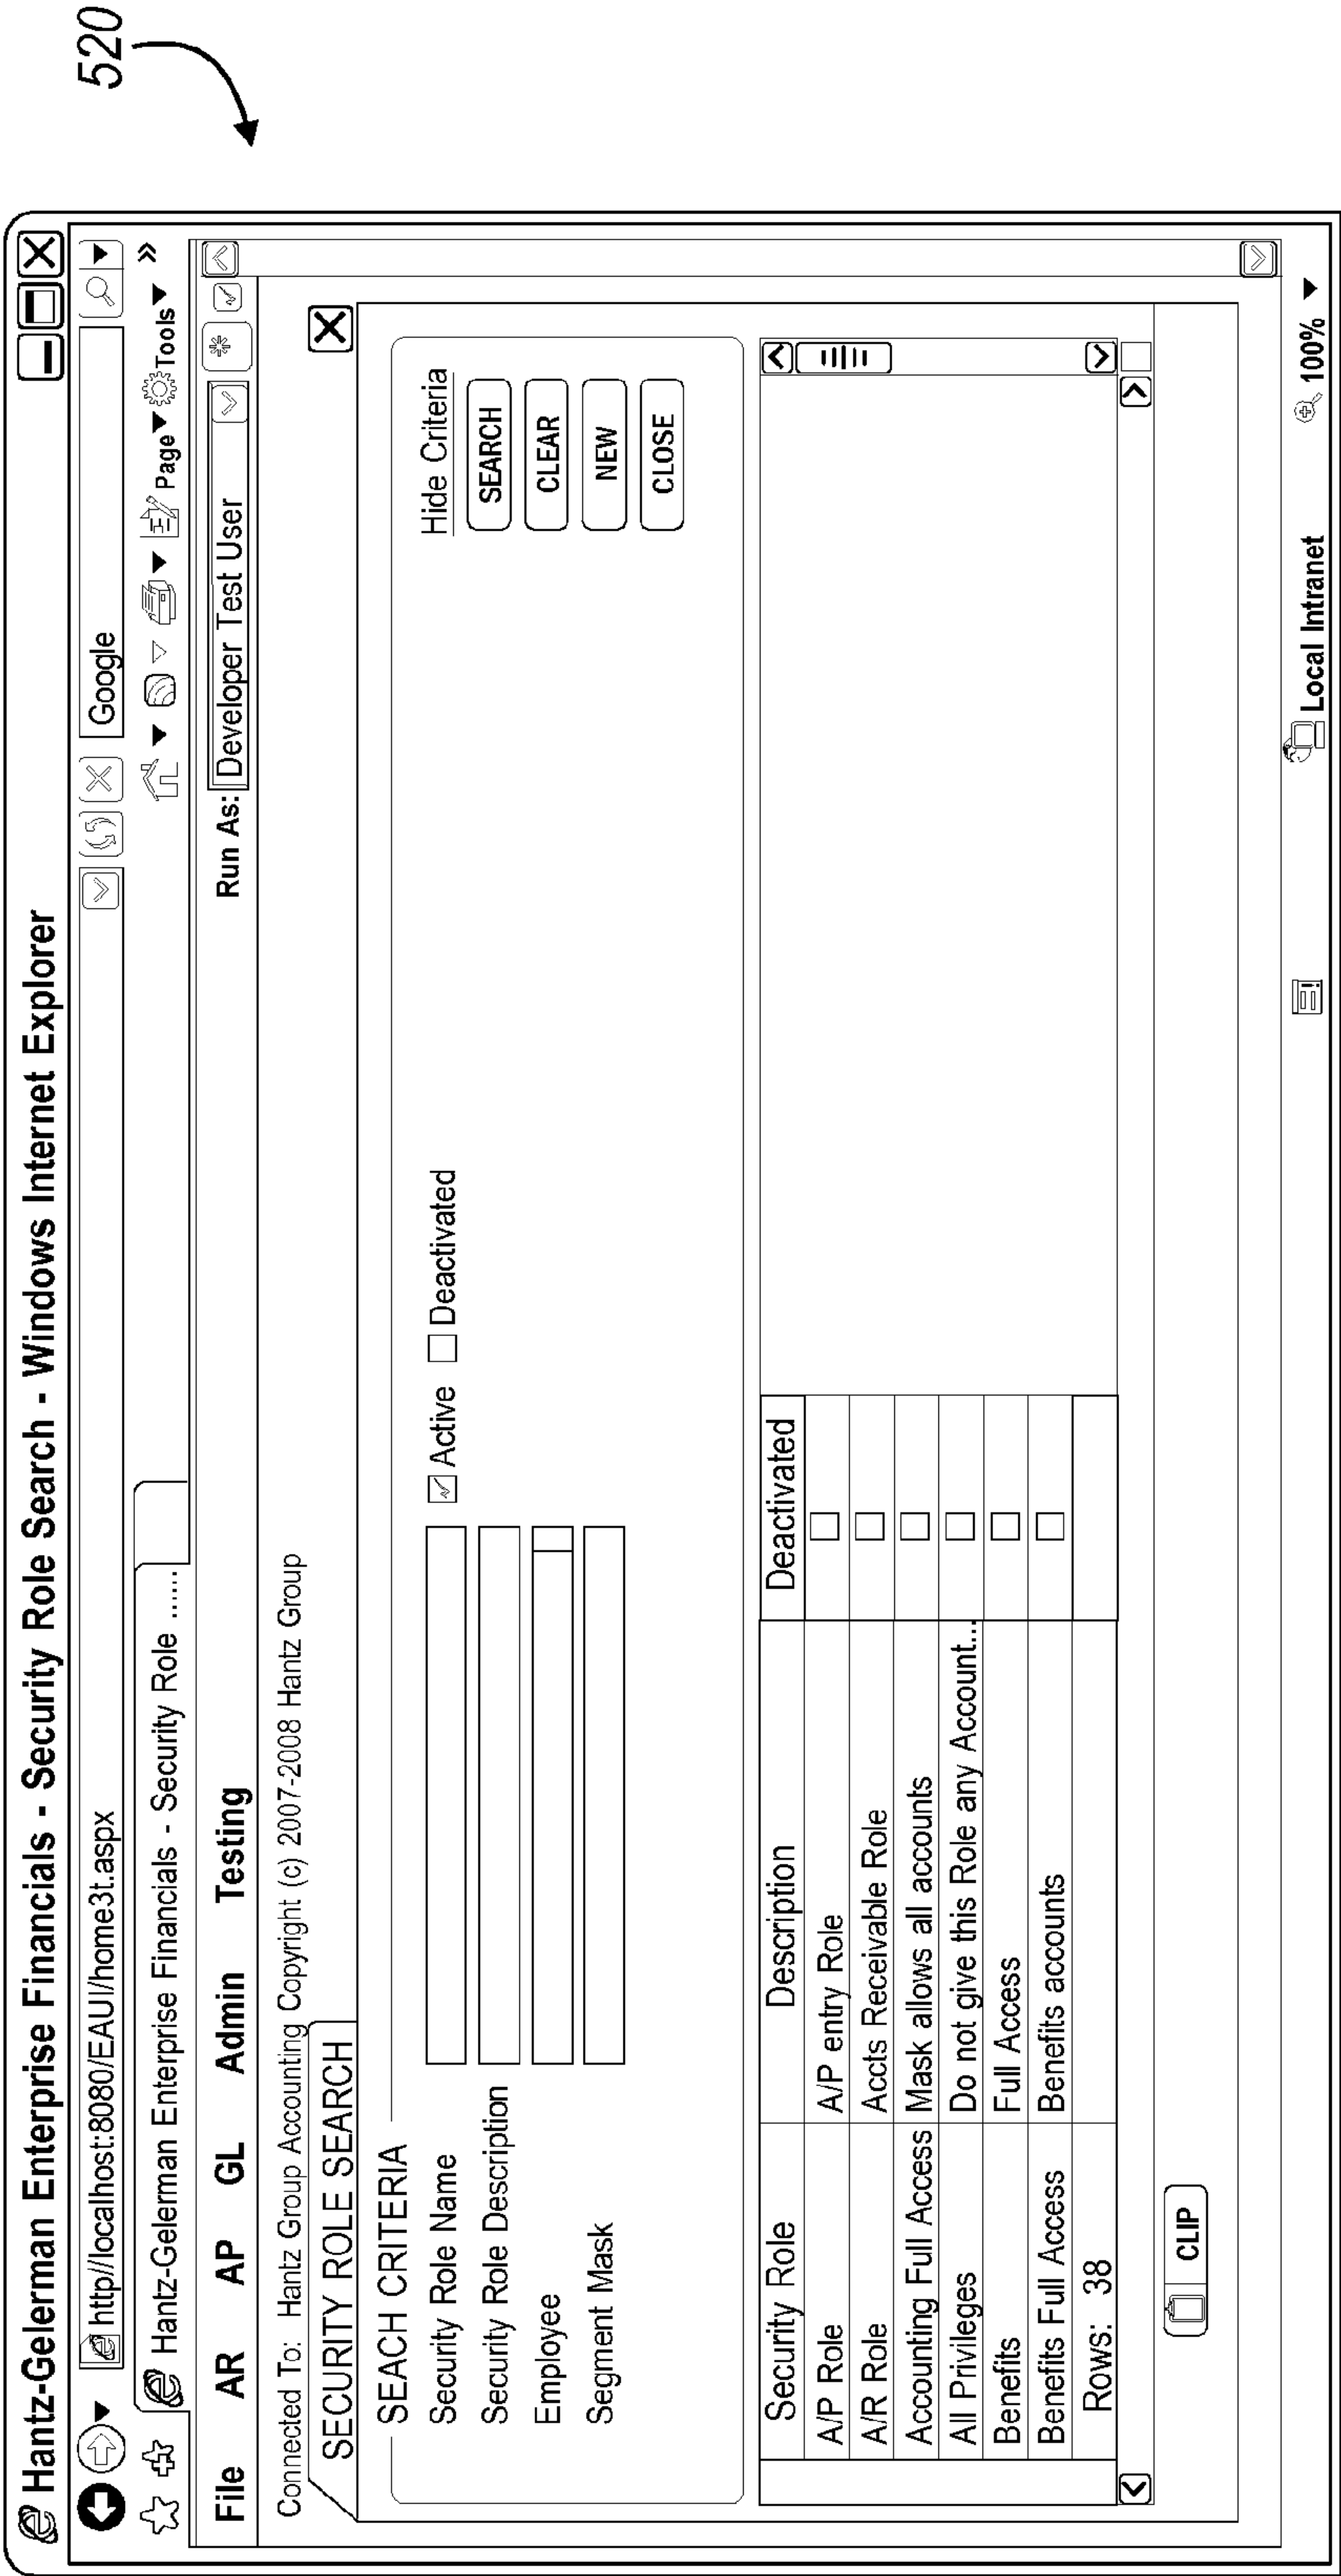 520
Hantz-Gelerman Enterprise Financials - Security Role Search - Windows Internet Explorer
http//localhost:8080/EAUI/home3t.aspx
Google
Hantz-Gelerman Enterprise Financials - Security Role ......
Page Tools »
File AR AP GL Admin Testing Run As: Developer Test User
Connected To: Hantz Group Accounting Copyright (c) 2007-2008 Hantz Group
SECURITY ROLE SEARCH
SEACH CRITERIA
Hide Criteria
Security Role Name Active Deactivated
SEARCH
Security Role Description
CLEAR
Employee
NEW
Segment Mask
CLOSE
Security Role Description Deactivated
A/P Role A/P entry Role
A/R Role Accts Receivable Role
Accounting Full Access Mask allows all accounts
All Privileges Do not give this Role any Account...
Benefits Full Access
Benefits Full Access Benefits accounts
Rows: 38
CLIP
Local Intranet 100%